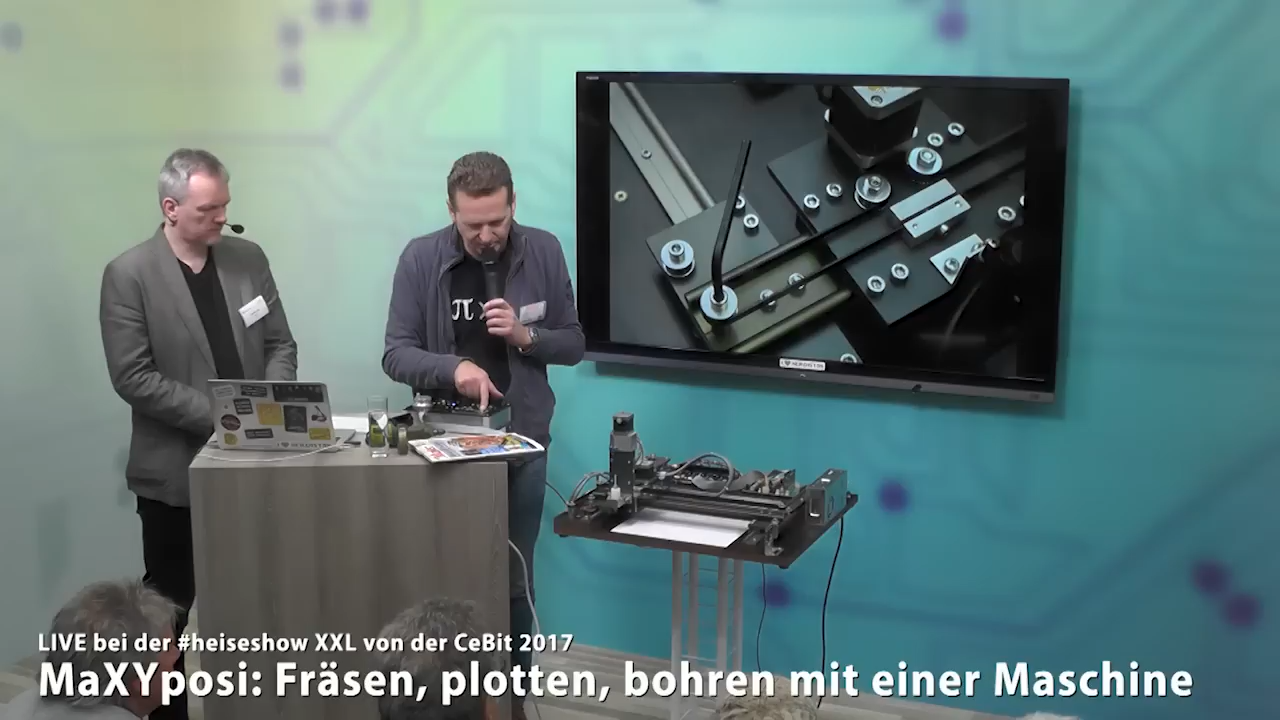 π
LIVE bei der #heiseshow XXL von der CeBit 2017
MaXYposi: Fräsen, plotten, bohren mit einer Maschine